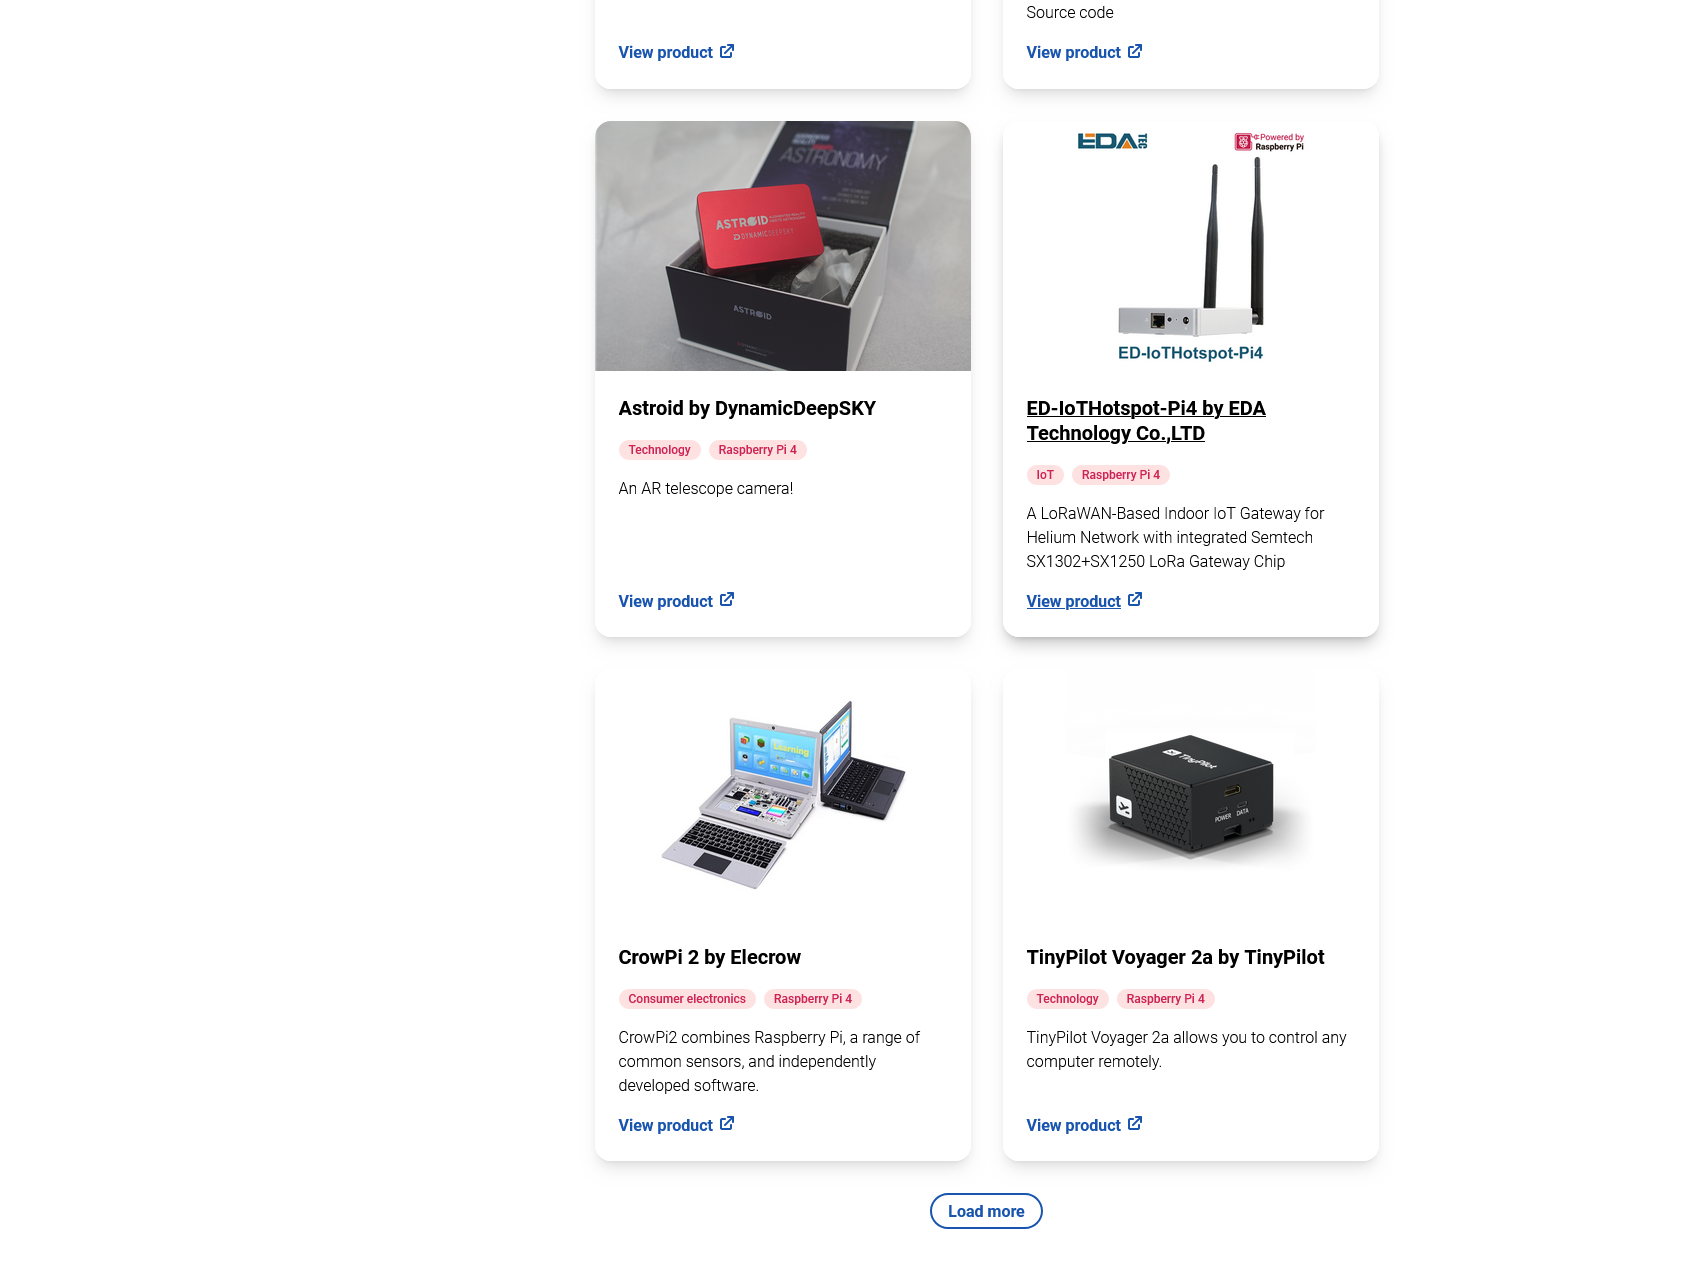 Source code
View product
View product
ASTRONOMY
ASTROID
DYNAMICDEEPSKY
ASTROID
EDA TEC
Powered by
Raspberry Pi
ED-IoTHotspot-Pi4
Astroid by DynamicDeepSKY
Technology
Raspberry Pi 4
An AR telescope camera!
View product
ED-IoTHotspot-Pi4 by EDA
Technology Co.,LTD
IoT
Raspberry Pi 4
A LoRaWAN-Based Indoor IoT Gateway for
Helium Network with integrated Semtech
SX1302+SX1250 LoRa Gateway Chip
View product
Learning
TinyPilot
POWER
DATA
CrowPi 2 by Elecrow
Consumer electronics
Raspberry Pi 4
CrowPi2 combines Raspberry Pi, a range of
common sensors, and independently
developed software.
View product
TinyPilot Voyager 2a by TinyPilot
Technology
Raspberry Pi 4
TinyPilot Voyager 2a allows you to control any
computer remotely.
View product
Load more